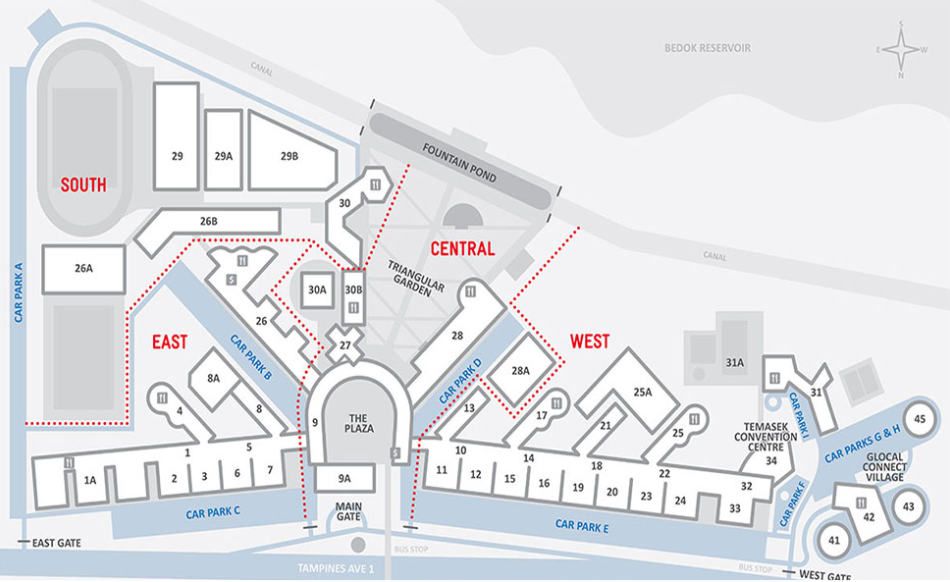 S
E
W
N
BEDOK RESERVOIR
CANAL
FOUNTAIN POND
29
29A
29B
SOUTH
30
26B
CENTRAL
CANAL
26A
TRIANGULAR
GARDEN
30A
30B
CAR PARK A
S
26
EAST
CAR PARK B
27
28
WEST
CAR PARK D
28A
31A
8A
25A
31
4
8
13
17
21
25
CAR PARK I
45
9
THE
PLAZA
TEMASEK
CONVENTION
CENTRE
34
CAR PARKS G & H
GLOCAL
CONNECT
VILLAGE
1
5
S
10
14
18
22
32
1A
2
3
6
7
9A
11
12
15
16
19
20
23
24
33
CAR PARK F
42
43
41
CAR PARK C
MAIN
GATE
CAR PARK E
EAST GATE
BUS STOP
BUS STOP
WEST GATE
TAMPINES AVE 1